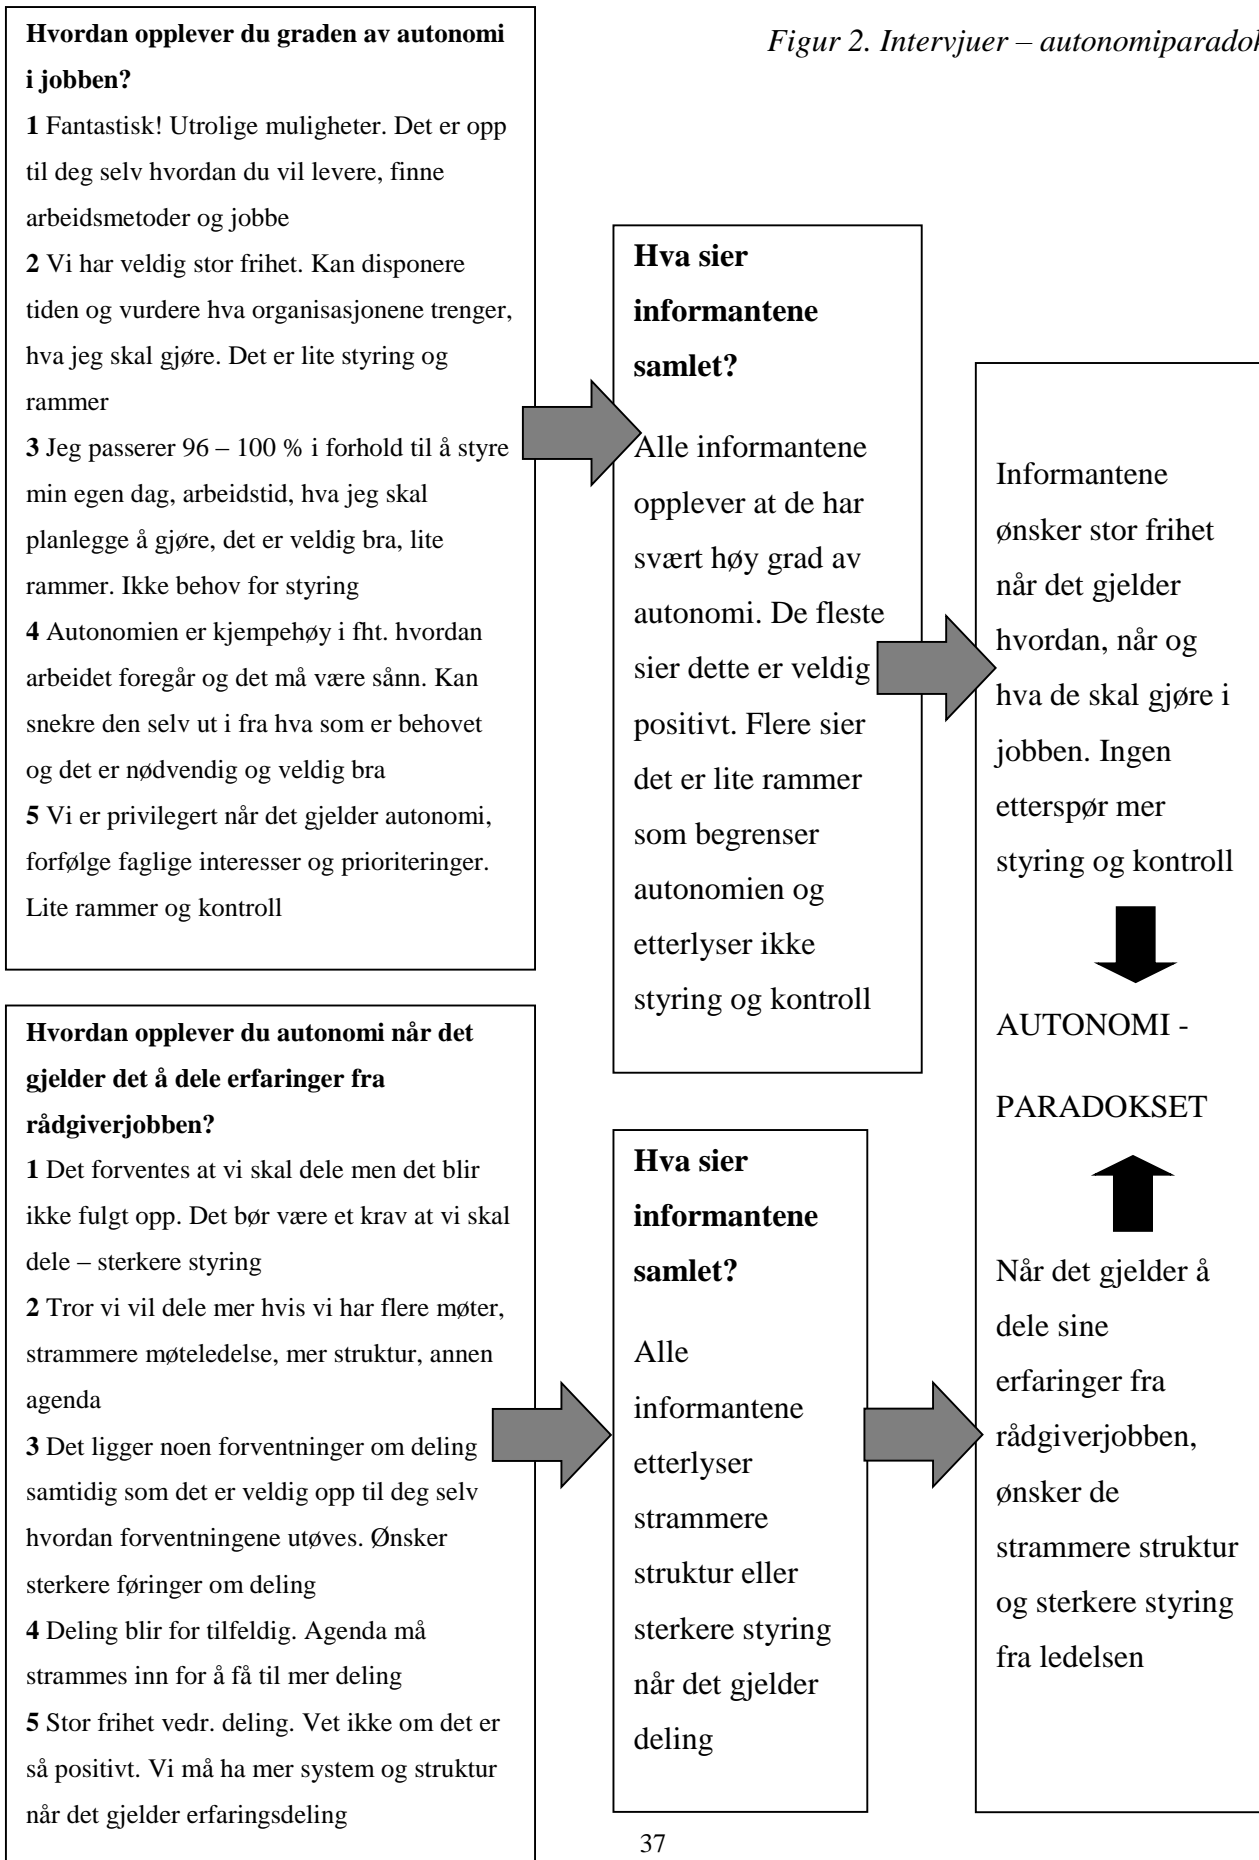 Figur 2. Intervjuer – autonomiparadok
Hvordan opplever du graden av autonomi
i jobben?
1 Fantastisk! Utrolige muligheter. Det er opp
til deg selv hvordan du vil levere, finne
arbeidsmetoder og jobbe
2 Vi har veldig stor frihet. Kan disponere
tiden og vurdere hva organisasjonene trenger,
hva jeg skal gjøre. Det er lite styring og
rammer
3 Jeg passerer 96 – 100 % i forhold til å styre
min egen dag, arbeidstid, hva jeg skal
planlegge å gjøre, det er veldig bra, lite
rammer. Ikke behov for styring
4 Autonomien er kjempehøy i fht. hvordan
arbeidet foregår og det må være sånn. Kan
snekre den selv ut i fra hva som er behovet
og det er nødvendig og veldig bra
5 Vi er privilegert når det gjelder autonomi,
forfølge faglige interesser og prioriteringer.
Lite rammer og kontroll
Hva sier
informantene
samlet?
Alle informantene
opplever at de har
svært høy grad av
autonomi. De fleste
sier dette er veldig
positivt. Flere sier
det er lite rammer
som begrenser
autonomien og
etterlyser ikke
styring og kontroll
Informantene
ønsker stor frihet
når det gjelder
hvordan, når og
hva de skal gjøre i
jobben. Ingen
etterspør mer
styring og kontroll
AUTONOMI -
PARADOKSET
Når det gjelder å
dele sine
erfaringer fra
rådgiverjobben,
ønsker de
strammere struktur
og sterkere styring
fra ledelsen
Hvordan opplever du autonomi når det
gjelder det å dele erfaringer fra
rådgiverjobben?
1 Det forventes at vi skal dele men det blir
ikke fulgt opp. Det bør være et krav at vi skal
dele – sterkere styring
2 Tror vi vil dele mer hvis vi har flere møter,
strammere møteledelse, mer struktur, annen
agenda
3 Det ligger noen forventninger om deling
samtidig som det er veldig opp til deg selv
hvordan forventningene utøves. Ønsker
sterkere føringer om deling
4 Deling blir for tilfeldig. Agenda må
strammes inn for å få til mer deling
5 Stor frihet vedr. deling. Vet ikke om det er
så positivt. Vi må ha mer system og struktur
når det gjelder erfaringsdeling
Hva sier
informantene
samlet?
Alle
informantene
etterlyser
strammere
struktur eller
sterkere styring
når det gjelder
deling
37